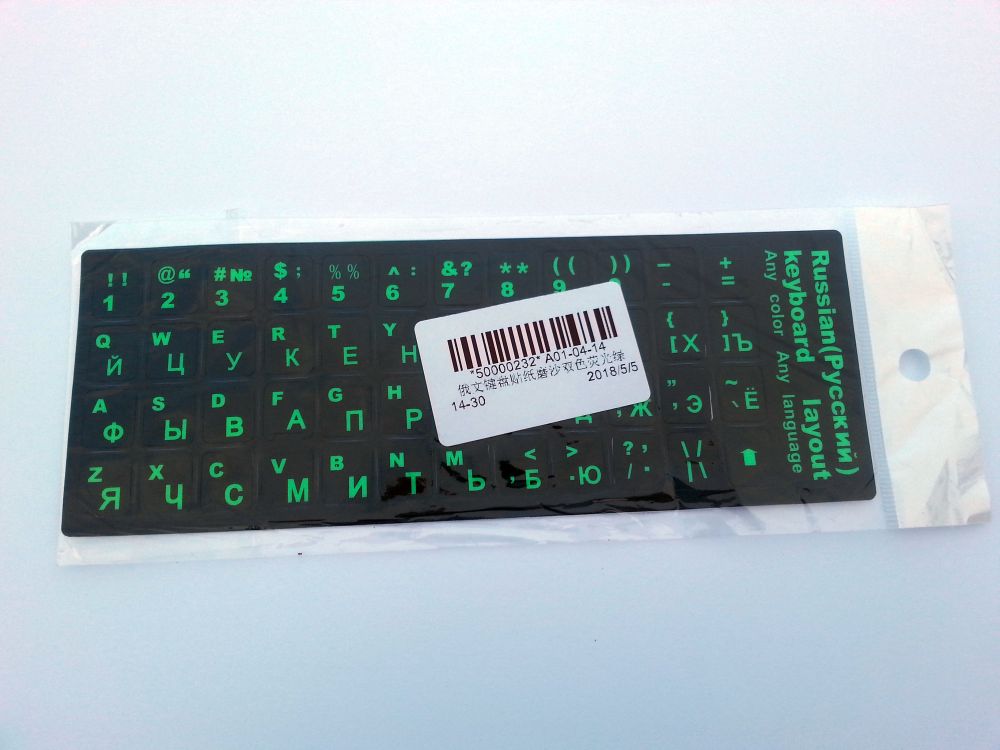 !! @“ #№ $; %% ^: &? ** (( )) _ +
1 2 3 4 5 6 7 8 9 - =
Q W E R T Y { }
Й Ц У К Е Н [Х ]Ъ
A S D F G H ” ~
Ф Ы В А П Р ;Ж ’Э `Ё
Z X C V B N M < > ?, \/
Я Ч С М И Т Ь ,Б .Ю /. |\
Russian(Русский)
keyboard layout
Any color Any language
*50000232* A01-04-14
俄文键盘贴纸磨沙双色荧光绿
14-30 2018/5/5